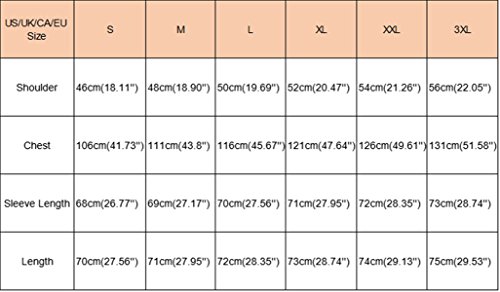 US/UK/CA/EU Size S M L XL XXL 3XL
Shoulder 46cm(18.11") 48cm(18.90") 50cm(19.69") 52cm(20.47") 54cm(21.26") 56cm(22.05")
Chest 106cm(41.73") 111cm(43.8") 116cm(45.67") 121cm(47.64") 126cm(49.61") 131cm(51.58")
Sleeve Length 68cm(26.77") 69cm(27.17") 70cm(27.56") 71cm(27.95") 72cm(28.35") 73cm(28.74")
Length 70cm(27.56") 71cm(27.95") 72cm(28.35") 73cm(28.74") 74cm(29.13") 75cm(29.53")